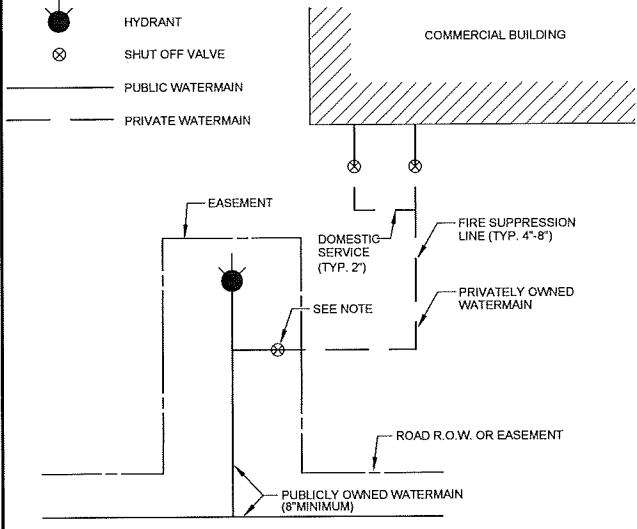 HYDRANT
SHUT OFF VALVE
PUBLIC WATERMAIN
PRIVATE WATERMAIN
COMMERCIAL BUILDING
EASEMENT
DOMESTIC
SERVICE
(TYP. 2")
FIRE SUPPRESSION
LINE (TYP. 4"-8")
PRIVATELY OWNED
WATERMAIN
SEE NOTE
ROAD R.O.W. OR EASEMENT
PUBLICLY OWNED WATERMAIN
(8"MINIMUM)